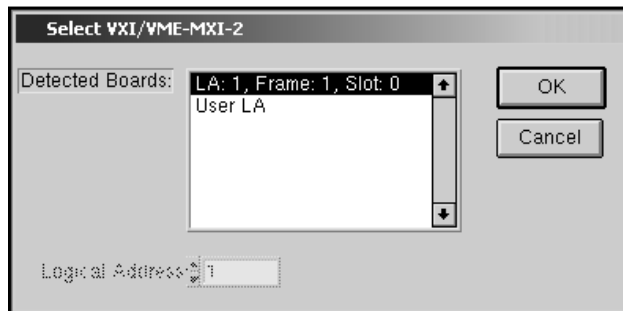 Select VXI/VME-MXI-2
Detected Boards:
LA: 1, Frame: 1, Slot: 0
User LA
OK
Cancel
Logical Address:
1